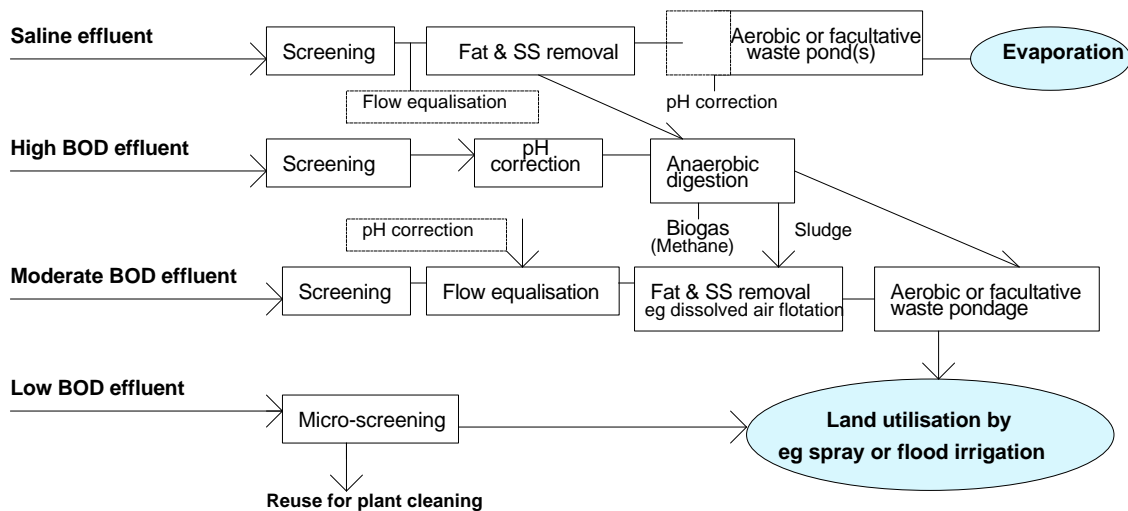 Saline effluent
Screening
Fat & SS removal
Aerobic or facultative
waste pond(s)
Evaporation
Flow equalisation
pH correction
High BOD effluent
Screening
pH
correction
Anaerobic
digestion
pH correction
Biogas
(Methane)
Sludge
Moderate BOD effluent
Screening
Flow equalisation
Fat & SS removal
eg dissolved air flotation
Aerobic or facultative
waste pondage
Low BOD effluent
Micro-screening
Land utilisation by
eg spray or flood irrigation
Reuse for plant cleaning